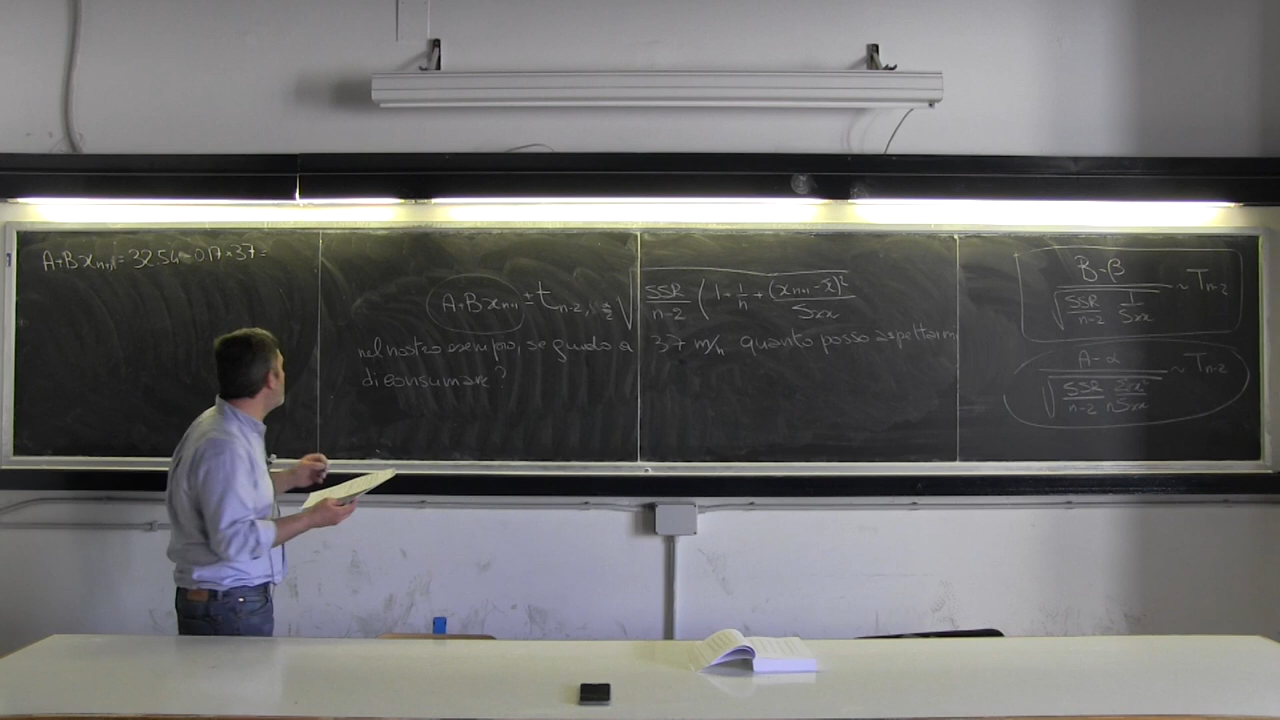 A+Bx_{n+1} = 32.54 - 0.17 × 37 =
A+Bx_{n+1} ± t_{n-2, α/2} √ SSR/(n-2) (1 + 1/n + (x_{n+1} - x̄)²/Sxx
nel nostro esempio, se guido a 37 m/h quanto posso aspettarmi
di consumare?
(B-β)/√(SSR/(n-2) 1/Sxx) ~ T_{n-2}
(A-α)/√(SSR/(n-2) Σx²/(n Sxx)) ~ T_{n-2}